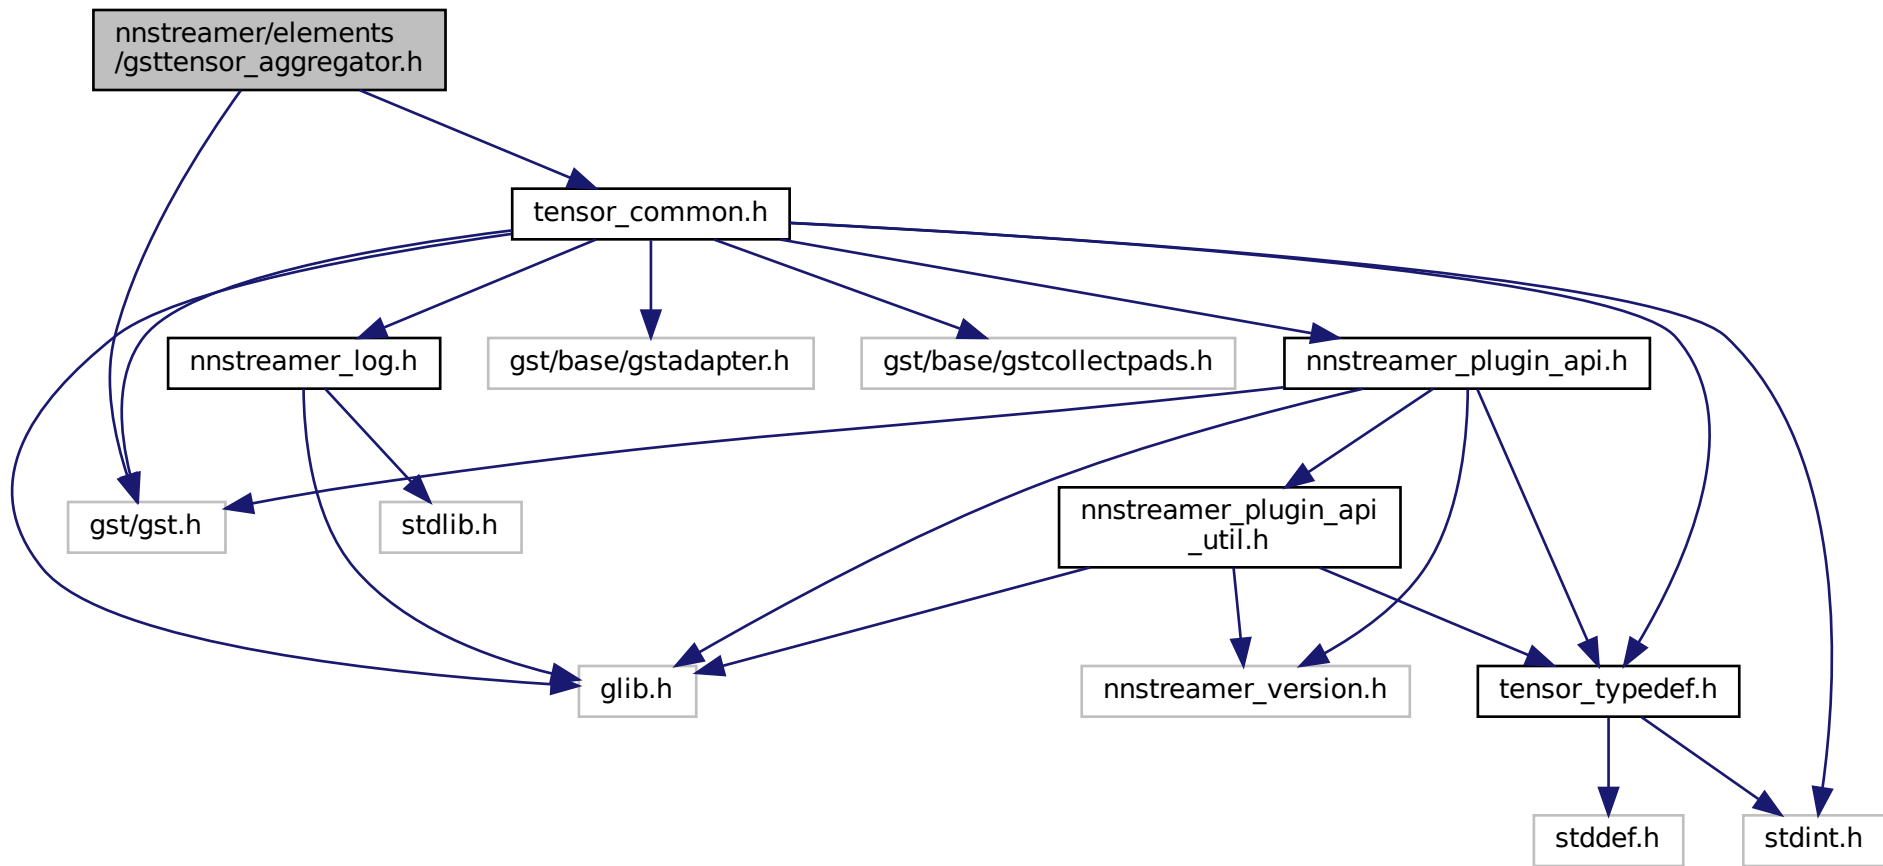 nnstreamer/elements
/gsttensor_aggregator.h
tensor_common.h
nnstreamer_log.h
gst/base/gstadapter.h
gst/base/gstcollectpads.h
nnstreamer_plugin_api.h
gst/gst.h
stdlib.h
nnstreamer_plugin_api
_util.h
glib.h
nnstreamer_version.h
tensor_typedef.h
stddef.h
stdint.h